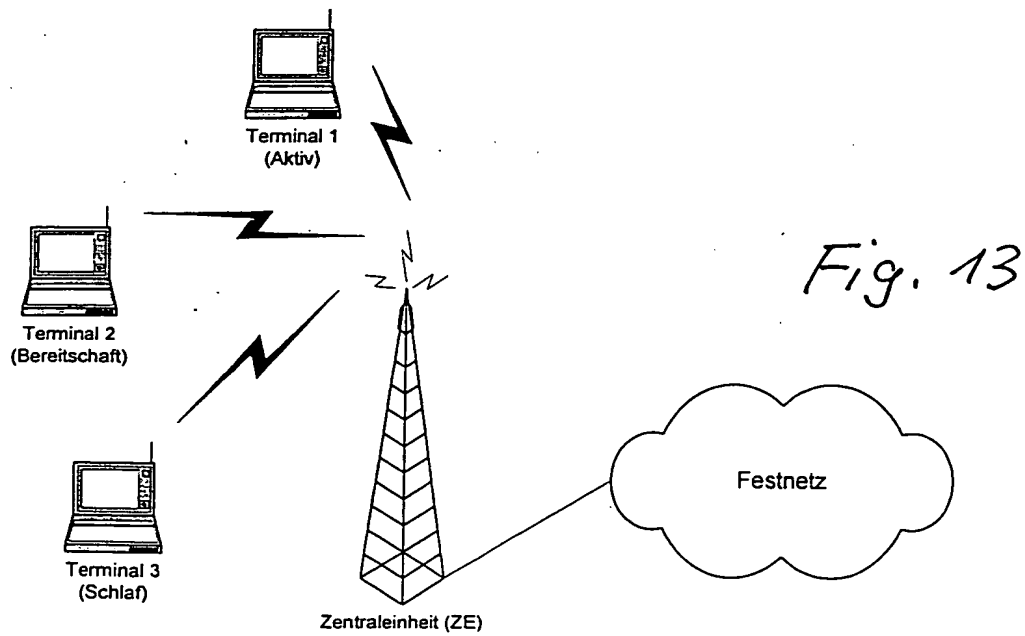 Terminal 1
(Aktiv)
Terminal 2
(Bereitschaft)
Fig. 13
Terminal 3
(Schlaf)
Festnetz
Zentraleinheit (ZE)